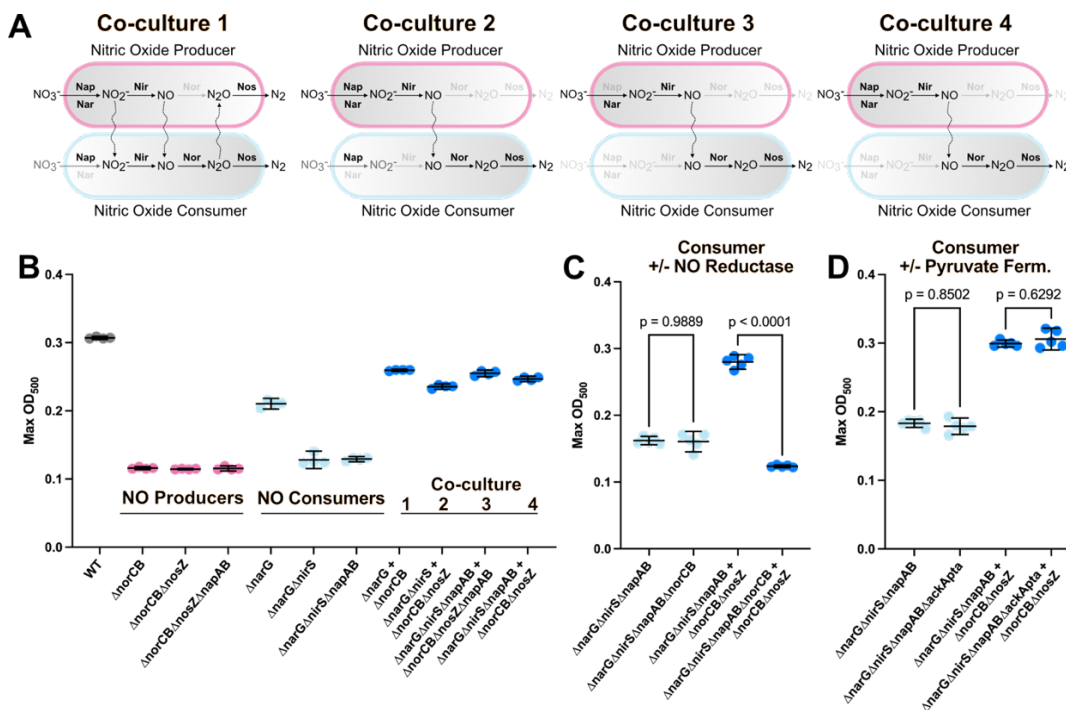 A
Co-culture 1
Nitric Oxide Producer
NO₃⁻ Nap Nar NO₂⁻ Nir NO Nor N₂O Nos N₂
NO₃⁻ Nap Nar NO₂⁻ Nir NO Nor N₂O Nos N₂
Nitric Oxide Consumer
Co-culture 2
Nitric Oxide Producer
NO₃⁻ Nap Nar NO₂⁻ Nir NO Nor N₂O Nos N₂
NO₃⁻ Nap Nar NO₂⁻ Nir NO Nor N₂O Nos N₂
Nitric Oxide Consumer
Co-culture 3
Nitric Oxide Producer
NO₃⁻ Nap Nar NO₂⁻ Nir NO Nor N₂O Nos N₂
NO₃⁻ Nap Nar NO₂⁻ Nir NO Nor N₂O Nos N₂
Nitric Oxide Consumer
Co-culture 4
Nitric Oxide Producer
NO₃⁻ Nap Nar NO₂⁻ Nir NO Nor N₂O Nos N₂
NO₃⁻ Nap Nar NO₂⁻ Nir NO Nor N₂O Nos N₂
Nitric Oxide Consumer
B
Max OD₅₀₀
0.4
0.3
0.2
0.1
0.0
NO Producers
NO Consumers
Co-culture
1 2 3 4
WT
ΔnorCB
ΔnorCBΔnosZ
ΔnorCBΔnosZΔnapAB
ΔnarG
ΔnarGΔnirS
ΔnarGΔnirSΔnapAB
ΔnarG +
ΔnorCB
ΔnarGΔnirS +
ΔnorCBΔnosZ
ΔnarGΔnirSΔnapAB +
ΔnorCBΔnosZΔnapAB
ΔnarGΔnirSΔnapAB +
ΔnorCBΔnosZ
C
Consumer
+/- NO Reductase
p = 0.9889
p < 0.0001
Max OD₅₀₀
0.4
0.3
0.2
0.1
0.0
ΔnarGΔnirSΔnapAB
ΔnarGΔnirSΔnapABΔnorCB
ΔnarGΔnirSΔnapAB +
ΔnorCBΔnosZ
ΔnarGΔnirSΔnapABΔnorCB +
ΔnorCBΔnosZ
D
Consumer
+/- Pyruvate Ferm.
p = 0.8502
p = 0.6292
Max OD₅₀₀
0.4
0.3
0.2
0.1
0.0
ΔnarGΔnirSΔnapAB
ΔnarGΔnirSΔnapABΔackApta
ΔnarGΔnirSΔnapAB +
ΔnorCBΔnosZ
ΔnarGΔnirSΔnapABΔackApta +
ΔnorCBΔnosZ